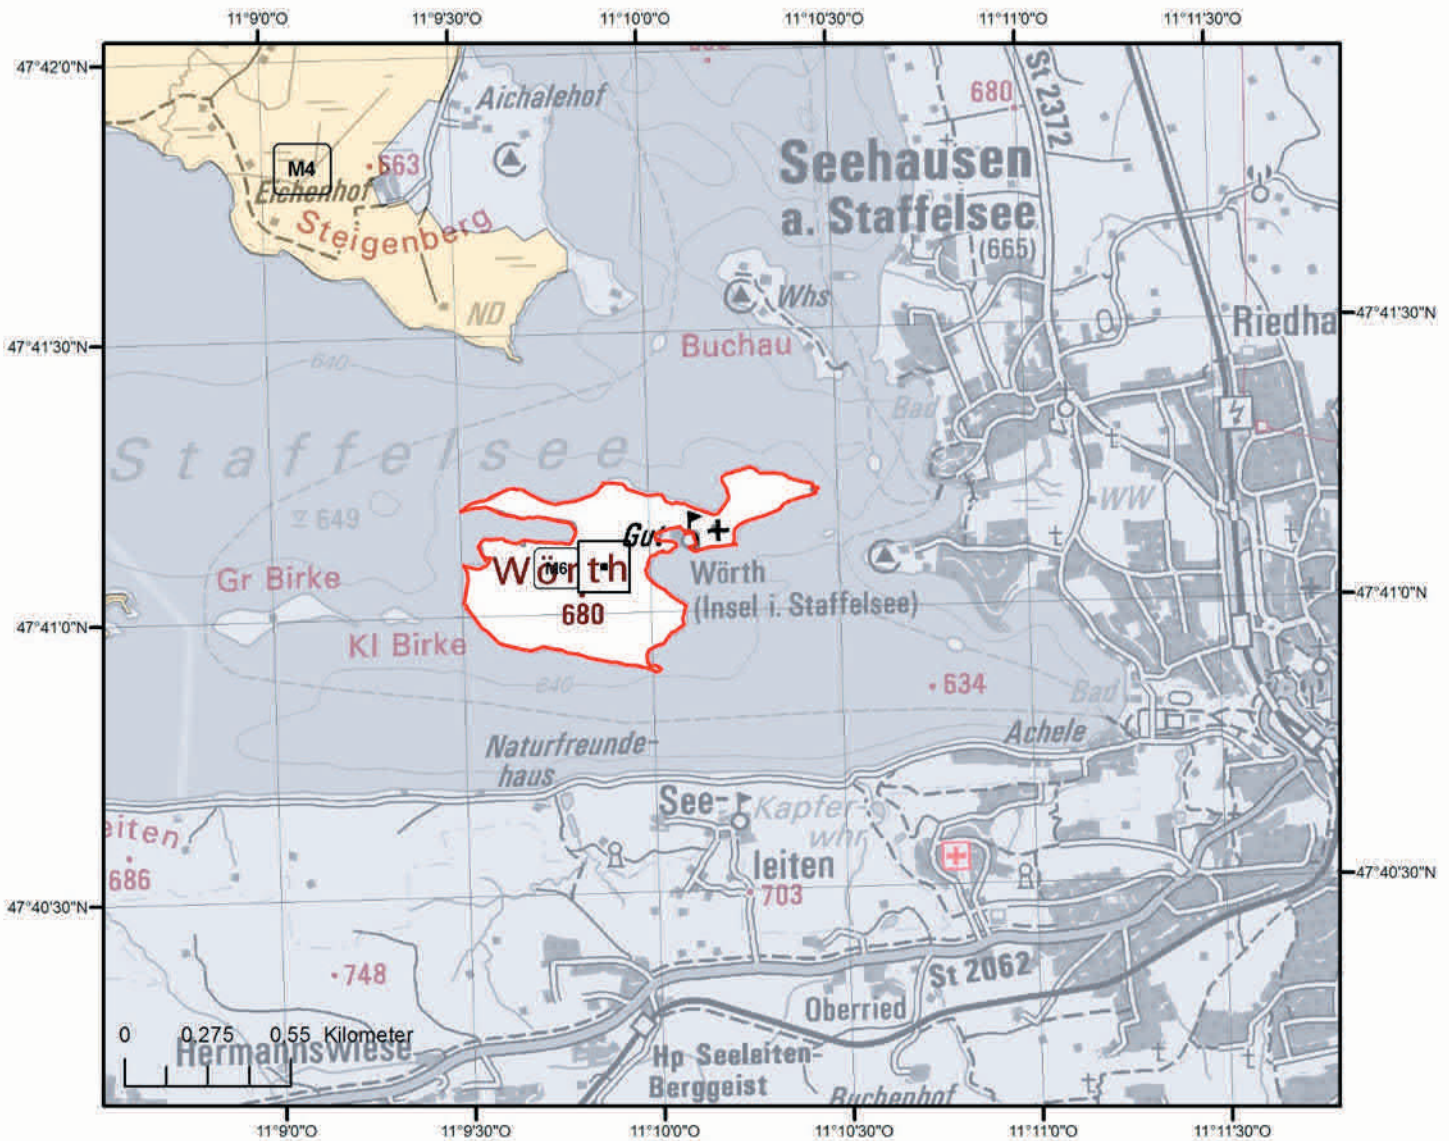 11°9'0"O 11°9'30"O 11°10'0"O 11°10'30"O 11°11'0"O 11°11'30"O
47°42'0"N
Aichalehof
680
St 2372
M4
663
Eichenhof
Steigenberg
Seehausen
a. Staffelsee
(665)
ND
Whs
Riedha
47°41'30"N
47°41'30"N
Buchau
640
Bad
Staffelsee
WW
649
Gut
Wörth
M6
680
Wörth
(Insel i. Staffelsee)
Gr Birke
47°41'0"N
47°41'0"N
Kl Birke
640
634
Bad
Achele
Naturfreunde-
haus
See-
leiten
Kapfer-
whr
eiten
686
703
47°40'30"N
47°40'30"N
748
St 2062
Oberried
0 0,275 0,55 Kilometer
Hermannswiese
Hp Seeleiten-
Berggeist
Buchenhof
11°9'0"O 11°9'30"O 11°10'0"O 11°10'30"O 11°11'0"O 11°11'30"O